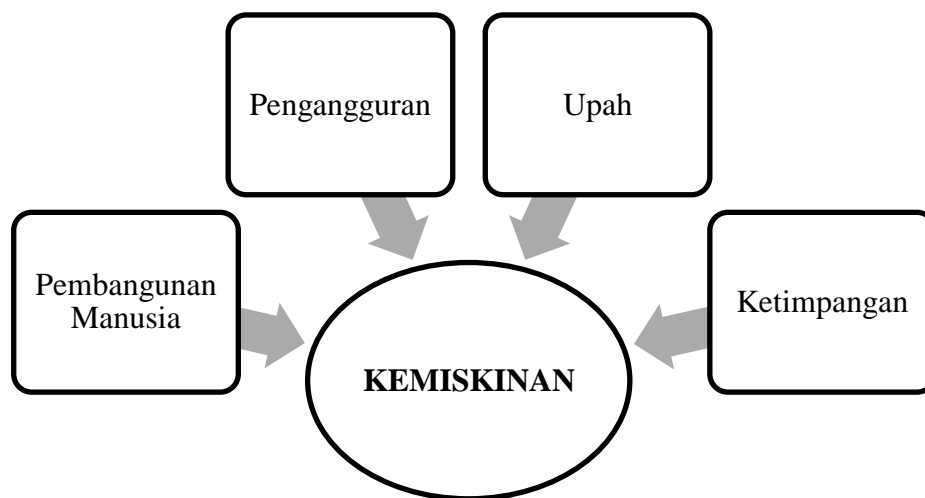 Pengangguran
Upah
Pembangunan
Manusia
Ketimpangan
KEMISKINAN